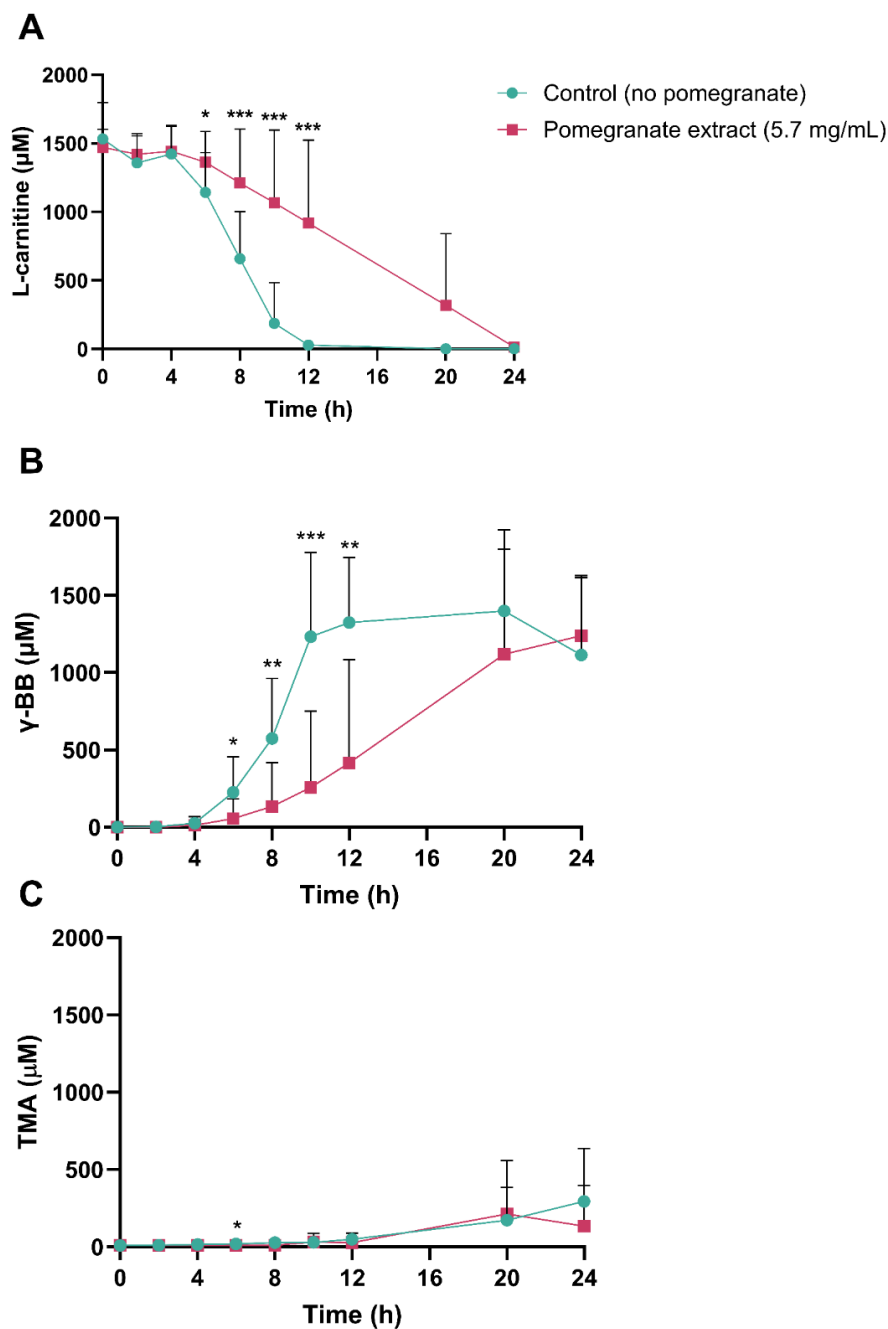 A
Control (no pomegranate)
Pomegranate extract (5.7 mg/mL)
L-carnitine (µM)
2000
1500
1000
500
0
* *** *** ***
0 4 8 12 16 20 24
Time (h)
B
γ-BB (µM)
2000
1500
1000
500
0
* ** *** **
0 4 8 12 16 20 24
Time (h)
C
TMA (µM)
2000
1500
1000
500
0
*
0 4 8 12 16 20 24
Time (h)